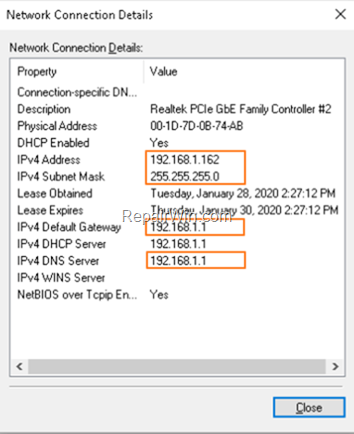 Network Connection Details
Network Connection Details:
Property Value
Connection-specific DN...
Description Realtek PCIe GbE Family Controller #2
Physical Address 00-1D-7D-0B-74-AB
DHCP Enabled Yes
IPv4 Address 192.168.1.162
IPv4 Subnet Mask 255.255.255.0
Lease Obtained Tuesday, January 28, 2020 2:27:12 PM
Lease Expires Thursday, January 30, 2020 2:27:12 PM
RepairWin.com
IPv4 Default Gateway 192.168.1.1
IPv4 DHCP Server 192.168.1.1
IPv4 DNS Server 192.168.1.1
IPv4 WINS Server
NetBIOS over Tcpip En... Yes
Close